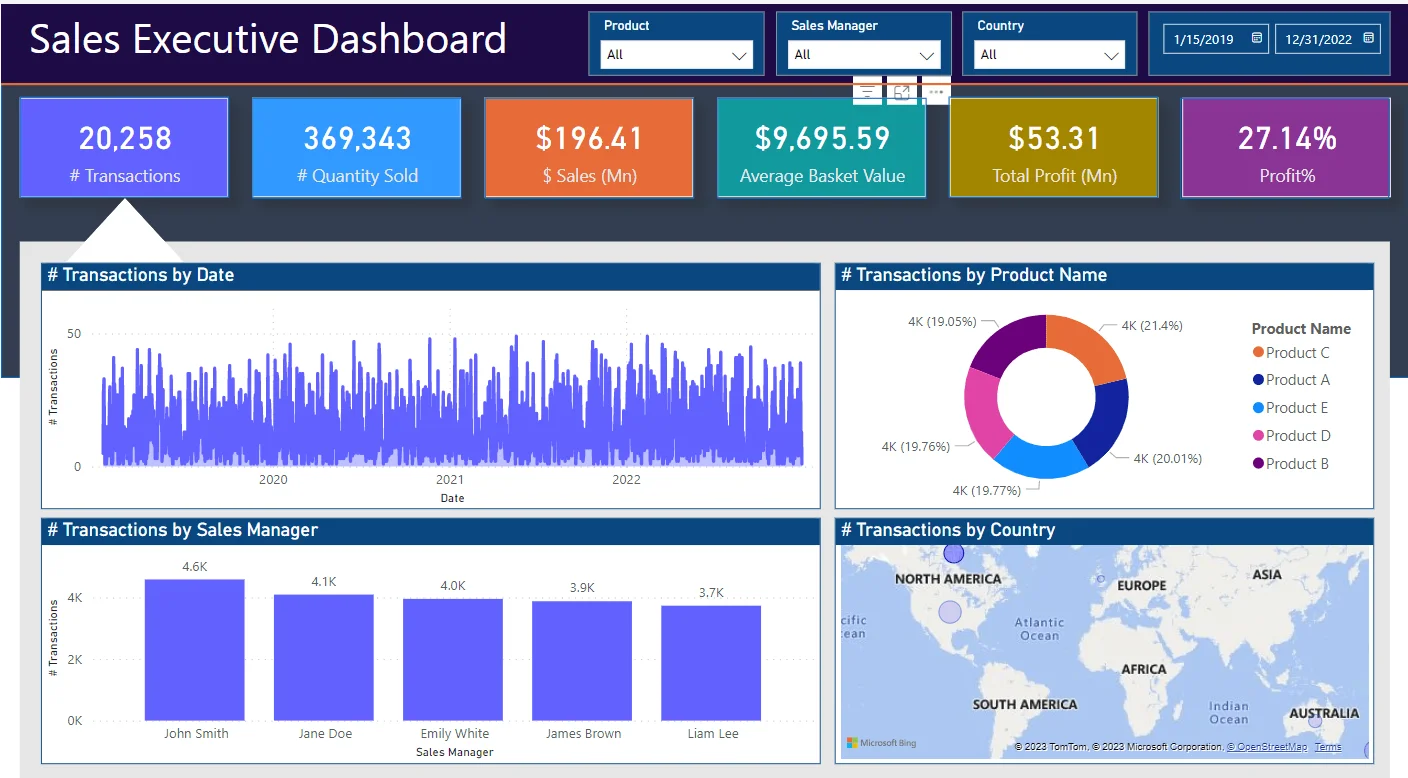 Sales Executive Dashboard
Product
All
Sales Manager
All
Country
All
1/15/2019
12/31/2022
20,258
# Transactions
369,343
# Quantity Sold
$196.41
$ Sales (Mn)
$9,695.59
Average Basket Value
$53.31
Total Profit (Mn)
27.14%
Profit%
# Transactions by Date
# Transactions
50
0
2020
2021
2022
Date
# Transactions by Product Name
4K (19.05%)
4K (21.4%)
4K (19.76%)
4K (20.01%)
4K (19.77%)
Product Name
Product C
Product A
Product E
Product D
Product B
# Transactions by Sales Manager
# Transactions
4K
2K
0K
4.6K
4.1K
4.0K
3.9K
3.7K
John Smith
Jane Doe
Emily White
James Brown
Liam Lee
Sales Manager
# Transactions by Country
NORTH AMERICA
EUROPE
ASIA
cific
ean
Atlantic
Ocean
AFRICA
SOUTH AMERICA
Indian
Ocean
AUSTRALIA
Microsoft Bing
© 2023 TomTom, © 2023 Microsoft Corporation, © OpenStreetMap Terms